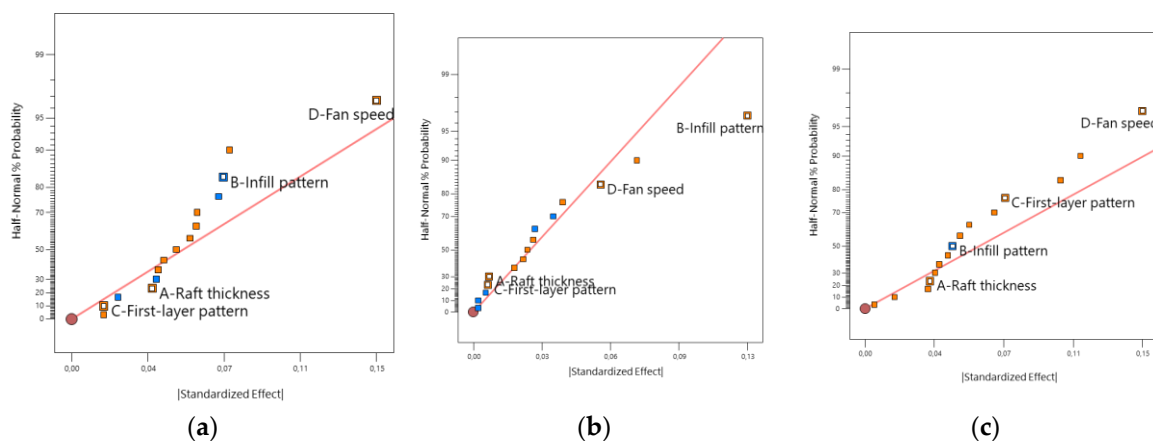 99
95
90
80
70
50
30
20
10
0
Half-Normal % Probability
D-Fan speed
B-Infill pattern
A-Raft thickness
C-First-layer pattern
0,00
0,04
0,07
0,11
0,15
|Standardized Effect|
(a)
99
95
90
80
70
50
30
20
10
0
Half-Normal % Probability
B-Infill pattern
D-Fan speed
A-Raft thickness
C-First-layer pattern
0,00
0,03
0,06
0,09
0,13
|Standardized Effect|
(b)
99
95
90
80
70
50
30
20
10
0
Half-Normal % Probability
D-Fan speed
C-First-layer pattern
B-Infill pattern
A-Raft thickness
0,00
0,04
0,07
0,11
0,15
|Standardized Effect|
(c)